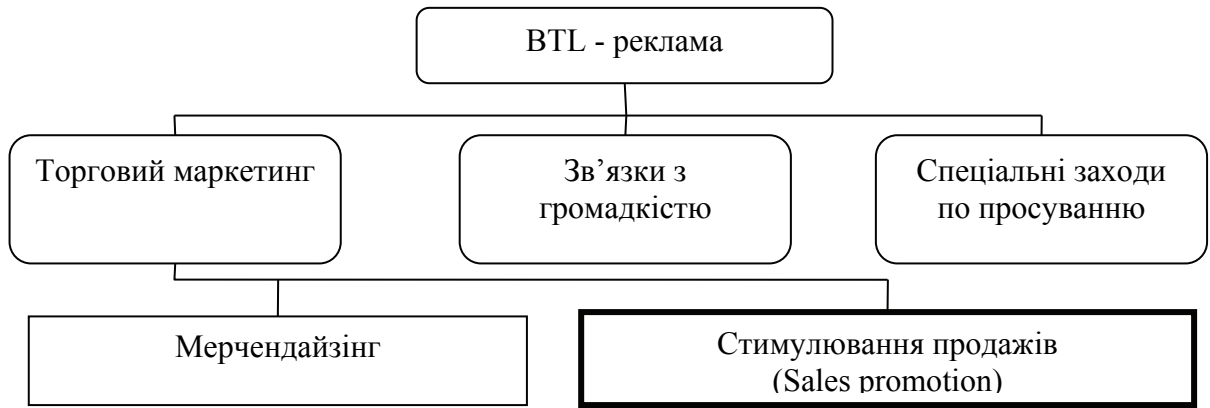 BTL - реклама
Торговий маркетинг
Зв’язки з
громадкістю
Спеціальні заходи
по просуванню
Мерчендайзінг
Стимулювання продажів
(Sales promotion)